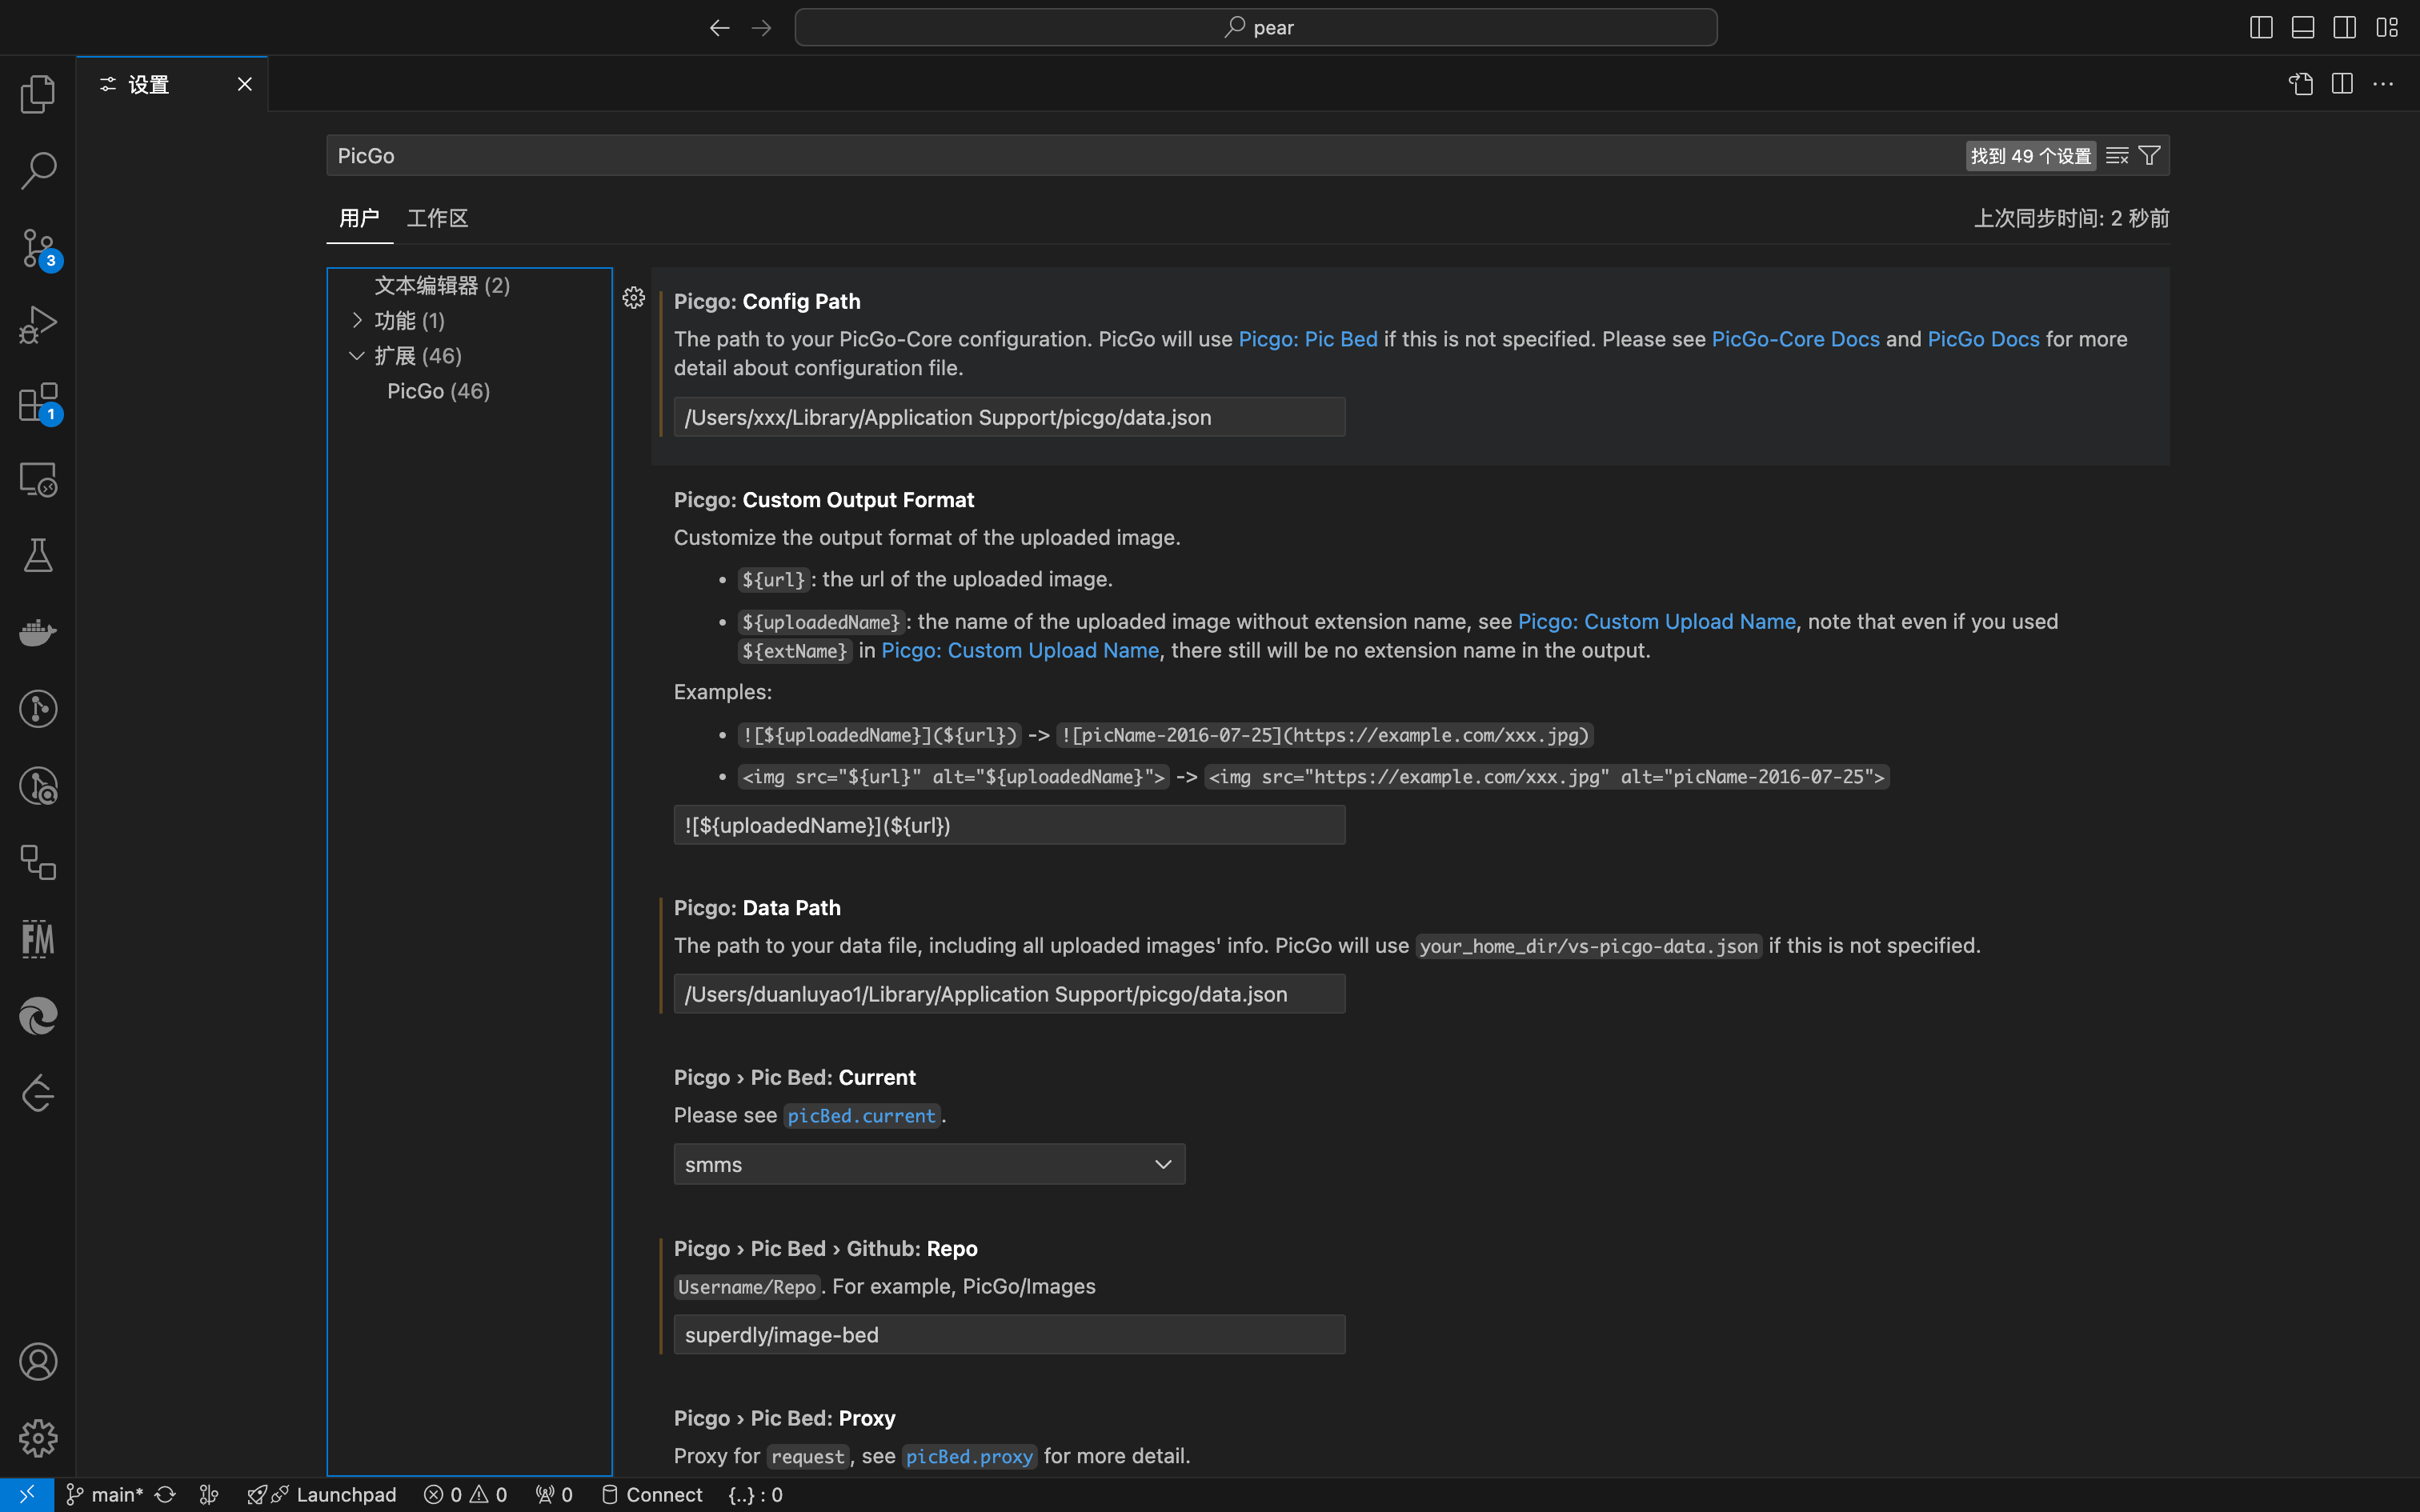 pear
设置
PicGo
找到 49 个设置
用户 工作区
上次同步时间: 2 秒前
文本编辑器 (2)
功能 (1)
扩展 (46)
PicGo (46)
Picgo: Config Path
The path to your PicGo-Core configuration. PicGo will use Picgo: Pic Bed if this is not specified. Please see PicGo-Core Docs and PicGo Docs for more
detail about configuration file.
/Users/xxx/Library/Application Support/picgo/data.json
Picgo: Custom Output Format
Customize the output format of the uploaded image.
• ${url}: the url of the uploaded image.
• ${uploadedName}: the name of the uploaded image without extension name, see Picgo: Custom Upload Name, note that even if you used
${extName} in Picgo: Custom Upload Name, there still will be no extension name in the output.
Examples:
• ![${uploadedName}](${url}) -> ![picName-2016-07-25](https://example.com/xxx.jpg)
• <img src="${url}" alt="${uploadedName}"> -> <img src="https://example.com/xxx.jpg" alt="picName-2016-07-25">
![${uploadedName}](${url})
Picgo: Data Path
The path to your data file, including all uploaded images' info. PicGo will use your_home_dir/vs-picgo-data.json if this is not specified.
/Users/duanluyao1/Library/Application Support/picgo/data.json
Picgo › Pic Bed: Current
Please see picBed.current.
smms
Picgo › Pic Bed › Github: Repo
Username/Repo. For example, PicGo/Images
superdly/image-bed
Picgo › Pic Bed: Proxy
Proxy for request, see picBed.proxy for more detail.
3
1
FM
main* Launchpad 0 0 0 Connect {..} : 0